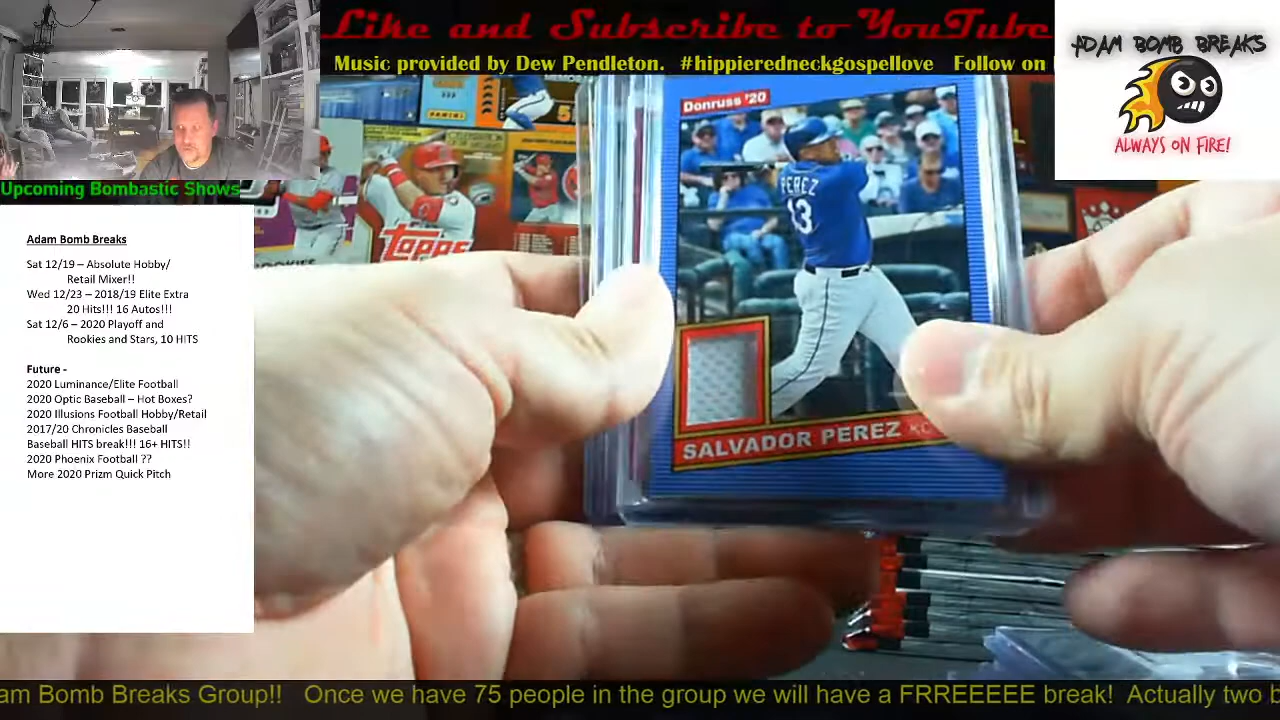 Like and Subscribe to YouTube
Music provided by Dew Pendleton. #hippieredneckgospellove Follow on
ADAM BOMB BREAKS
ALWAYS ON FIRE!
Upcoming Bombastic Shows
Adam Bomb Breaks
Sat 12/19 – Absolute Hobby/
Retail Mixer!!
Wed 12/23 – 2018/19 Elite Extra
20 Hits!!! 16 Autos!!!
Sat 12/6 – 2020 Playoff and
Rookies and Stars, 10 HITS
Future -
2020 Luminance/Elite Football
2020 Optic Baseball – Hot Boxes?
2020 Illusions Football Hobby/Retail
2017/20 Chronicles Baseball
Baseball HITS break!! 16+ HITS!!
2020 Phoenix Football ??
More 2020 Prizm Quick Pitch
Donruss '20
PEREZ
13
SALVADOR PEREZ KC
TOPPS
PANINI
am Bomb Breaks Group!! Once we have 75 people in the group we will have a FRREEEEE break! Actually two b